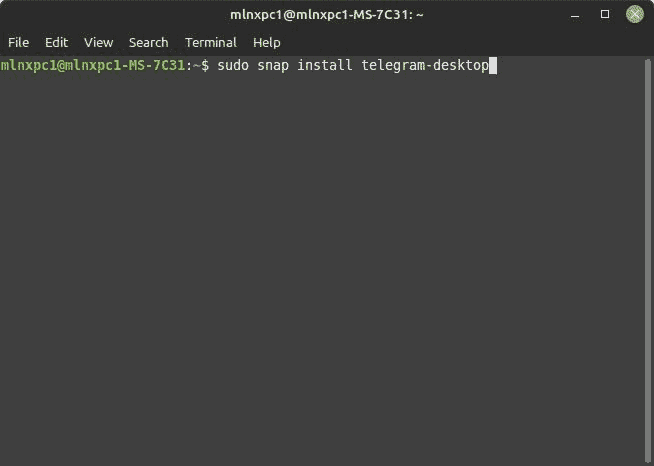 mlnxpc1@mlnxpc1-MS-7C31: ~
File Edit View Search Terminal Help
mlnxpc1@mlnxpc1-MS-7C31:~$ sudo snap install telegram-desktop